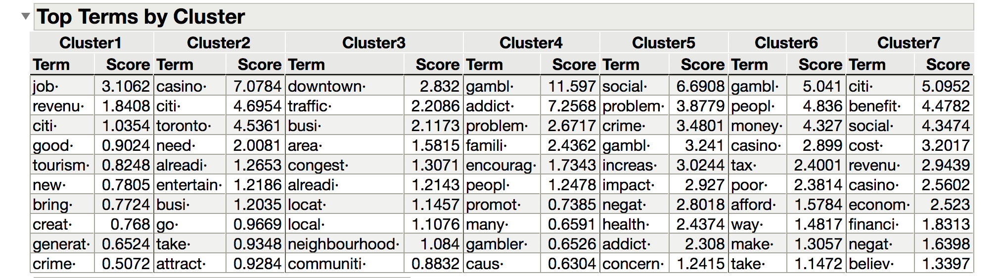 Top Terms by Cluster
Cluster1 Cluster2 Cluster3 Cluster4 Cluster5 Cluster6 Cluster7
Term Score Term Score Term Score Term Score Term Score Term Score Term Score
job· 3.1062 casino· 7.0784 downtown· 2.832 gambl· 11.597 social· 6.6908 gambl· 5.041 citi· 5.0952
revenu· 1.8408 citi· 4.6954 traffic· 2.2086 addict· 7.2568 problem· 3.8779 peopl· 4.836 benefit· 4.4782
citi· 1.0354 toronto· 4.5361 busi· 2.1173 problem· 2.6717 crime· 3.4801 money· 4.327 social· 4.3474
good· 0.9024 need· 2.0081 area· 1.5815 famili· 2.4362 gambl· 3.241 casino· 2.899 cost· 3.2017
tourism· 0.8248 alreadi· 1.2653 congest· 1.3071 encourag· 1.7343 increas· 3.0244 tax· 2.4001 revenu· 2.9439
new· 0.7805 entertain· 1.2186 alreadi· 1.2143 peopl· 1.2478 impact· 2.927 poor· 2.3814 casino· 2.5602
bring· 0.7724 busi· 1.2035 locat· 1.1457 promot· 0.7385 negat· 2.8018 afford· 1.5784 econom· 2.523
creat· 0.768 go· 0.9669 local· 1.1076 many· 0.6591 health· 2.4374 way· 1.4817 financi· 1.8313
generat· 0.6524 take· 0.9348 neighbourhood· 1.084 gambler· 0.6526 addict· 2.308 make· 1.3057 negat· 1.6398
crime· 0.5072 attract· 0.9284 communiti· 0.8832 caus· 0.6304 concern· 1.2415 take· 1.1472 believ· 1.3397